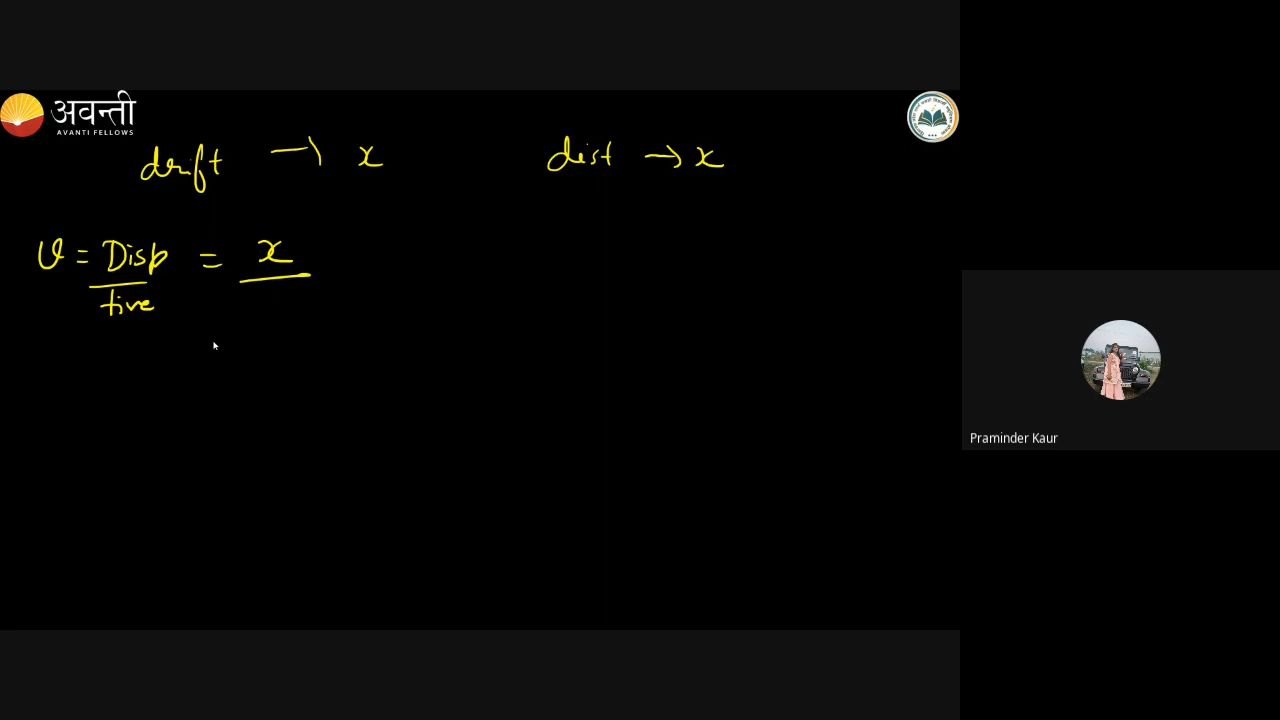 अवन्ती
AVANTI FELLOWS
drift → x
dist → x
v = Disp / time = x
Praminder Kaur